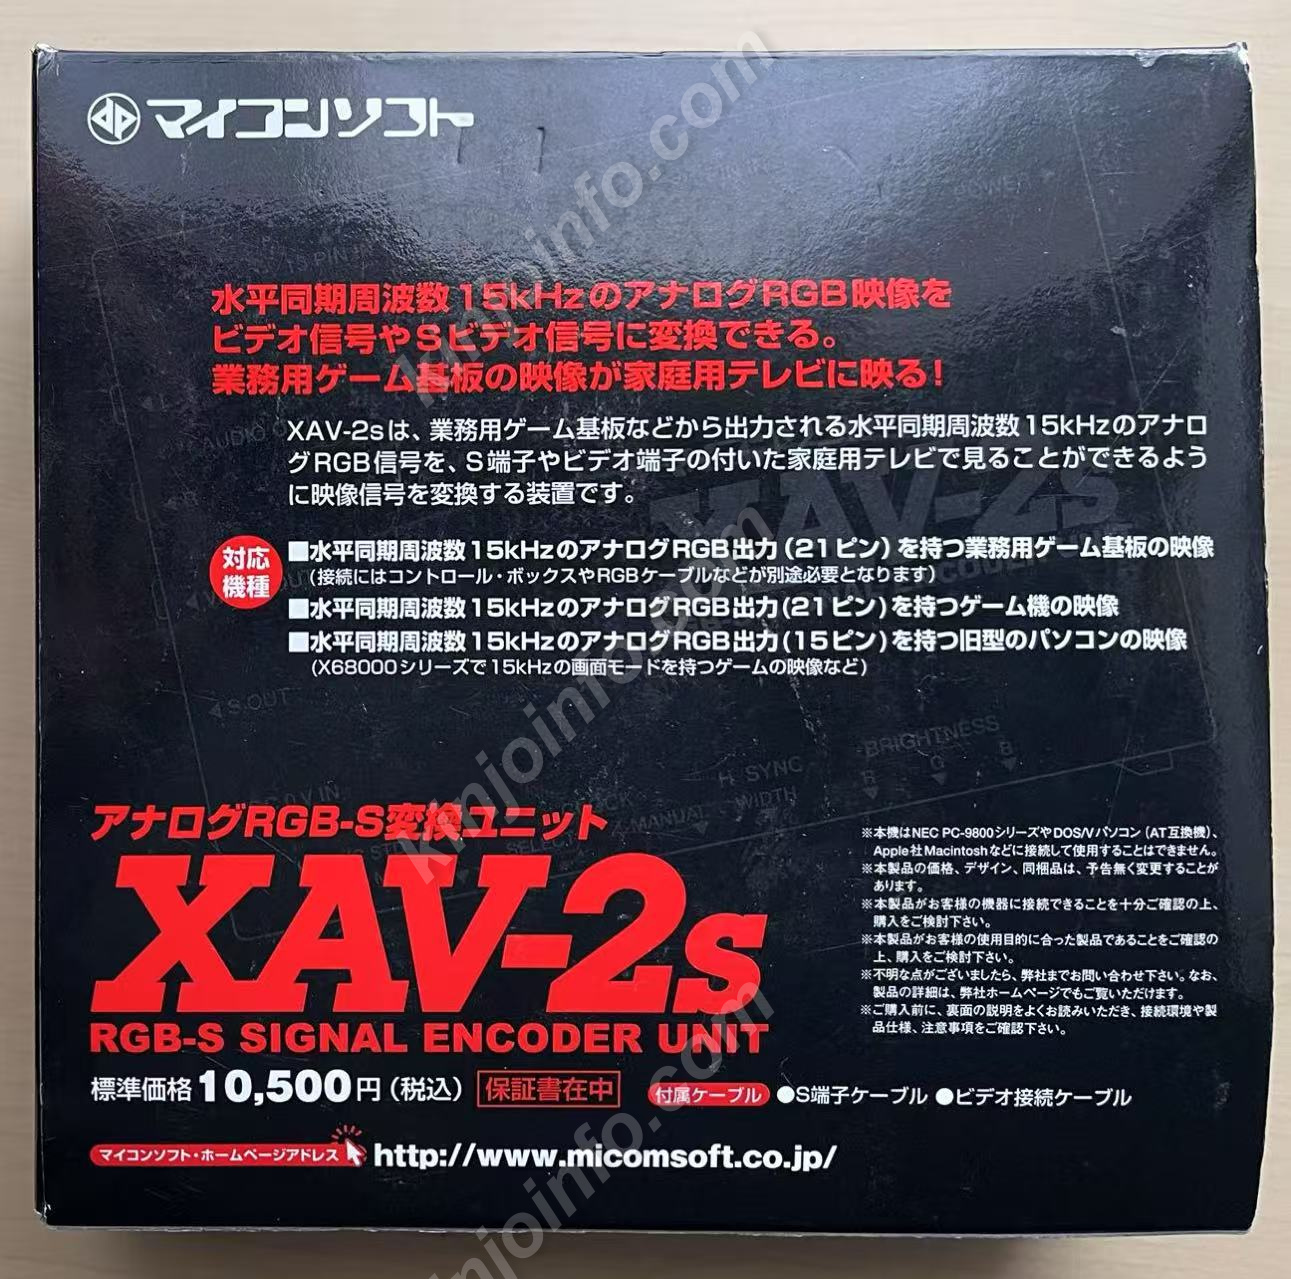 マイコンソフト
水平同期周波数15kHzのアナログRGB映像を
ビデオ信号やSビデオ信号に変換できる。
業務用ゲーム基板の映像が家庭用テレビに映る!
XAV-2sは、業務用ゲーム基板などから出力される水平同期周波数15kHzのアナロ
グRGB信号を、S端子やビデオ端子の付いた家庭用テレビで見ることができるよう
に映像信号を変換する装置です。
対応
機種
■水平同期周波数15kHzのアナログRGB出力(21ピン)を持つ業務用ゲーム基板の映像
(接続にはコントロール・ボックスやRGBケーブルなどが別途必要となります)
■水平同期周波数15kHzのアナログRGB出力(21ピン)を持つゲーム機の映像
■水平同期周波数15kHzのアナログRGB出力(15ピン)を持つ旧型のパソコンの映像
(X68000シリーズで15kHzの画面モードを持つゲームの映像など)
XAV-2s
S.OUT
BRIGHTNESS
R G B
H SYNC
WIDTH
MANUAL
アナログRGB-S変換ユニット
XAV-2s
RGB-S SIGNAL ENCODER UNIT
標準価格10,500円(税込) 保証書在中 付属ケーブル ●S端子ケーブル ●ビデオ接続ケーブル
マイコンソフト・ホームページアドレス http://www.micomsoft.co.jp/
※本機はNEC PC-9800シリーズやDOS/Vパソコン(AT互換機)、
Apple社Macintoshなどに接続して使用することはできません。
※本製品の価格、デザイン、同梱品は、予告無く変更することが
あります。
※本製品がお客様の機器に接続できることを十分ご確認の上、
購入をご検討下さい。
※本製品がお客様の使用目的に合った製品であることをご確認の
上、購入をご検討下さい。
※不明な点がございましたら、弊社までお問い合わせ下さい。なお、
製品の詳細は、弊社ホームページでもご覧いただけます。
※ご購入前に、裏面の説明をよくお読みいただき、接続環境や製
品仕様、注意事項をご確認下さい。
knjoinfo.com
knjoinfo.com
knjoinfo.com